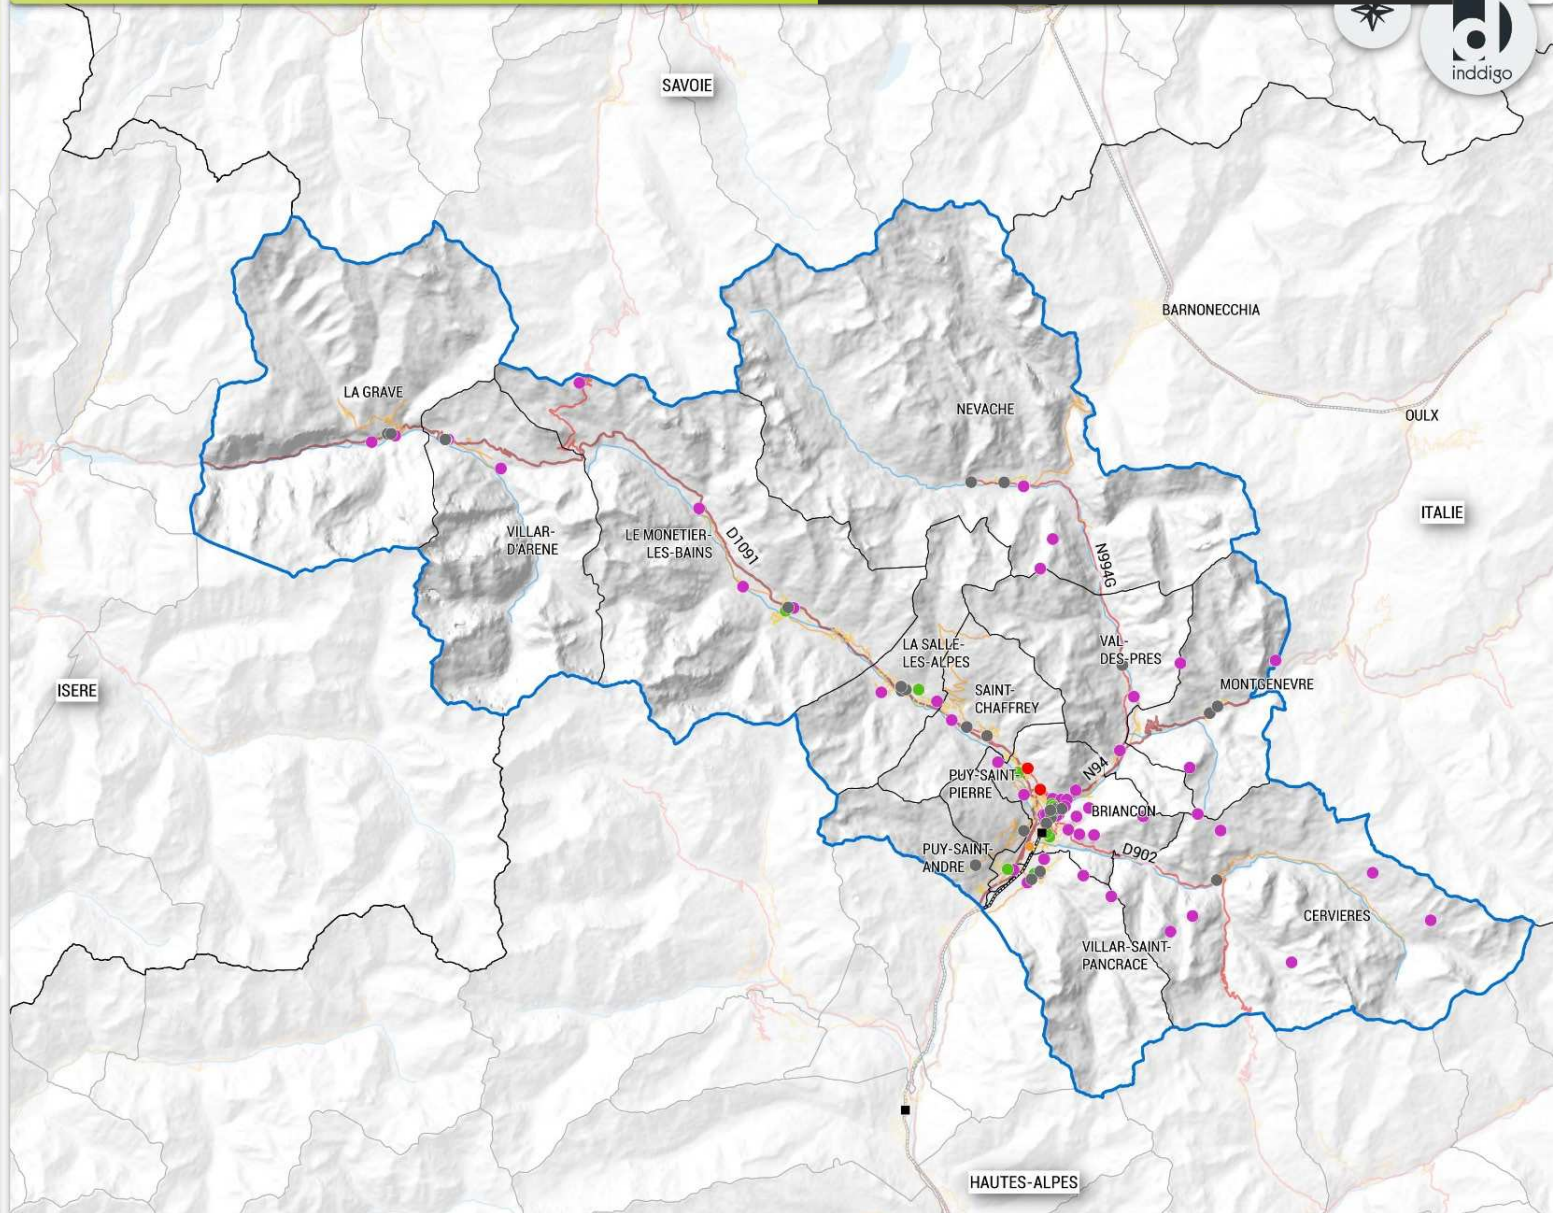 inddigo
SAVOIE
BARNONECCHIA
LA GRAVE
NEVACHE
OULX
ITALIE
VILLAR-
D'ARENE
LE MONETIER-
LES-BAINS
D1091
N994G
LA SALLE-
LES-ALPES
VAL-
DES-PRES
ISERE
SAINT-
CHAFFREY
MONTGENEVRE
PUY-SAINT-
PIERRE
N94
BRIANCON
PUY-SAINT-
ANDRE
D902
CERVIERES
VILLAR-SAINT-
PANCRACE
HAUTES-ALPES